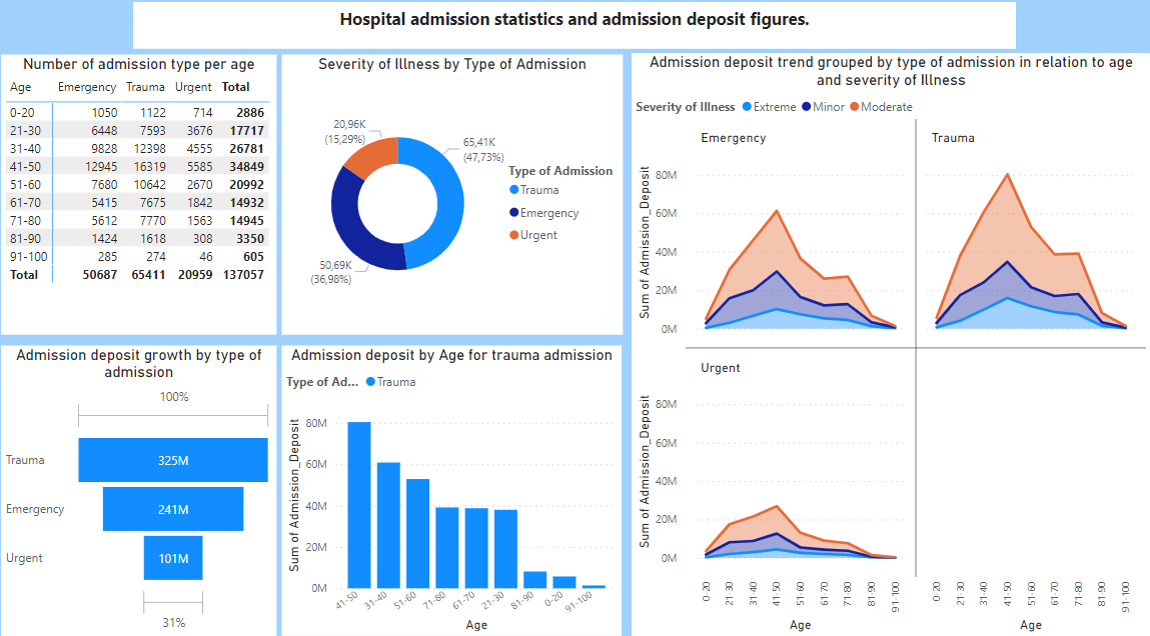 Hospital admission statistics and admission deposit figures.
Number of admission type per age
Age Emergency Trauma Urgent Total
0-20 1050 1122 714 2886
21-30 6448 7593 3676 17717
31-40 9828 12398 4555 26781
41-50 12945 16319 5585 34849
51-60 7680 10642 2670 20992
61-70 5415 7675 1842 14932
71-80 5612 7770 1563 14945
81-90 1424 1618 308 3350
91-100 285 274 46 605
Total 50687 65411 20959 137057
Severity of Illness by Type of Admission
20,96K
(15,29%)
65,41K
(47,73%)
50,69K
(36,98%)
Type of Admission
Trauma
Emergency
Urgent
Admission deposit trend grouped by type of admission in relation to age
and severity of Illness
Severity of Illness Extreme Minor Moderate
Emergency
Trauma
Sum of Admission_Deposit
80M
60M
40M
20M
0M
Urgent
Sum of Admission_Deposit
80M
60M
40M
20M
0M
0-20 21-30 31-40 41-50 51-60 61-70 71-80 81-90 91-100
Age
0-20 21-30 31-40 41-50 51-60 61-70 71-80 81-90 91-100
Age
Admission deposit growth by type of
admission
100%
Trauma 325M
Emergency 241M
Urgent 101M
31%
Admission deposit by Age for trauma admission
Type of Ad... Trauma
Sum of Admission_Deposit
80M
60M
40M
20M
0M
41-50 31-40 51-60 71-80 61-70 21-30 81-90 0-20 91-100
Age